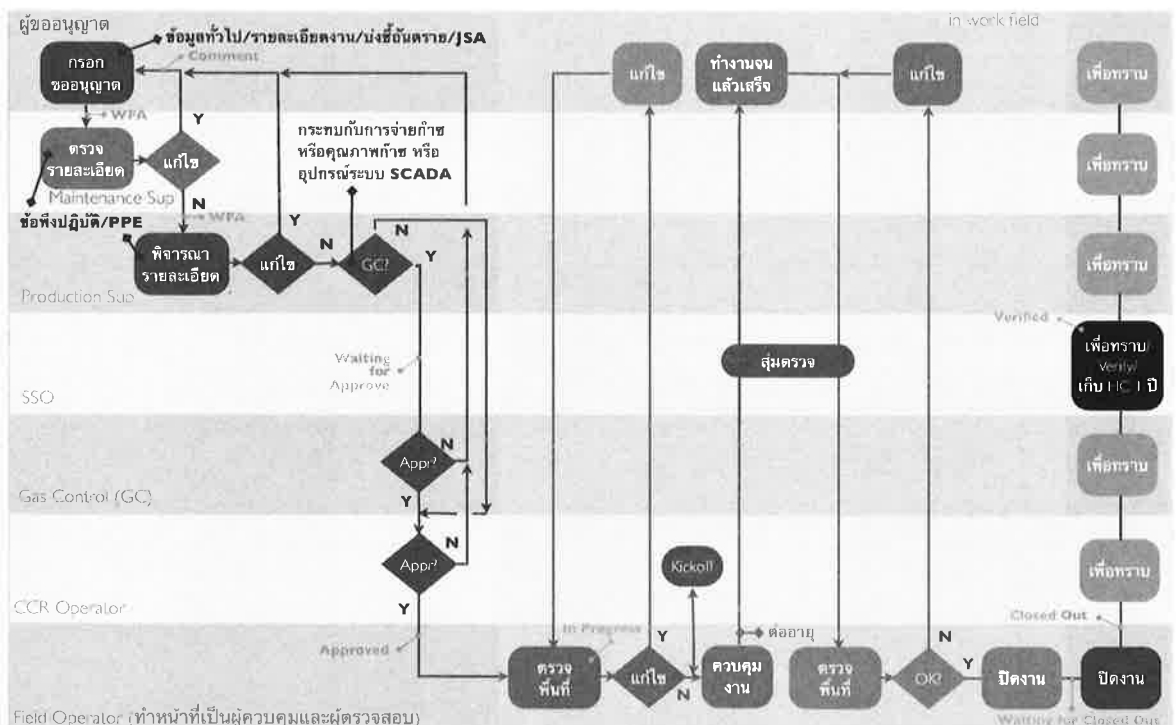 ผู้ขออนุญาต
in work field
ข้อมูลทั่วไป/รายละเอียดงาน/บ่งชี้อันตราย/JSA
กรอก
ขออนุญาต
Comment
แก้ไข
ทำงานจน
แล้วเสร็จ
แก้ไข
เพื่อทราบ
WFA
Y
ตรวจ
รายละเอียด
แก้ไข
กระทบกับการจ่ายก๊าซ
หรือคุณภาพก๊าซ หรือ
อุปกรณ์ระบบ SCADA
เพื่อทราบ
Maintenance Sup
N
WFA
ข้อพึงปฏิบัติ/PPE
Y
N
N
Y
พิจารณา
รายละเอียด
แก้ไข
GC?
เพื่อทราบ
Production Sup
Verified
Waiting
for
Approve
สุ่มตรวจ
เพื่อทราบ/
Verify/
เก็บ HC 1 ปี
SSO
Appr?
N
Y
เพื่อทราบ
Gas Control (GC)
Appr?
N
Y
Kickoff
เพื่อทราบ
CCR Operator
Closed Out
Approved
In Progress
Y
ต่ออายุ
N
ตรวจ
พื้นที่
แก้ไข
N
ควบคุม
งาน
ตรวจ
พื้นที่
OK?
Y
ปิดงาน
ปิดงาน
Field Operator (ทำหน้าที่เป็นผู้ควบคุมและผู้ตรวจสอบ)
Waiting for Closed Out